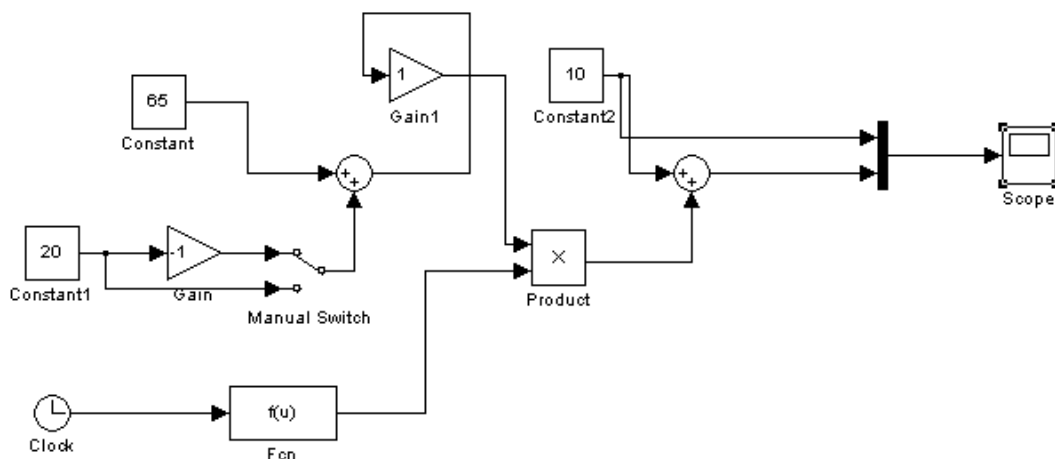 1
Gain1
65
Constant
10
Constant2
+
+
+
+
Scope
20
Constant1
-1
Gain
Manual Switch
×
Product
Clock
f(u)
Fcn